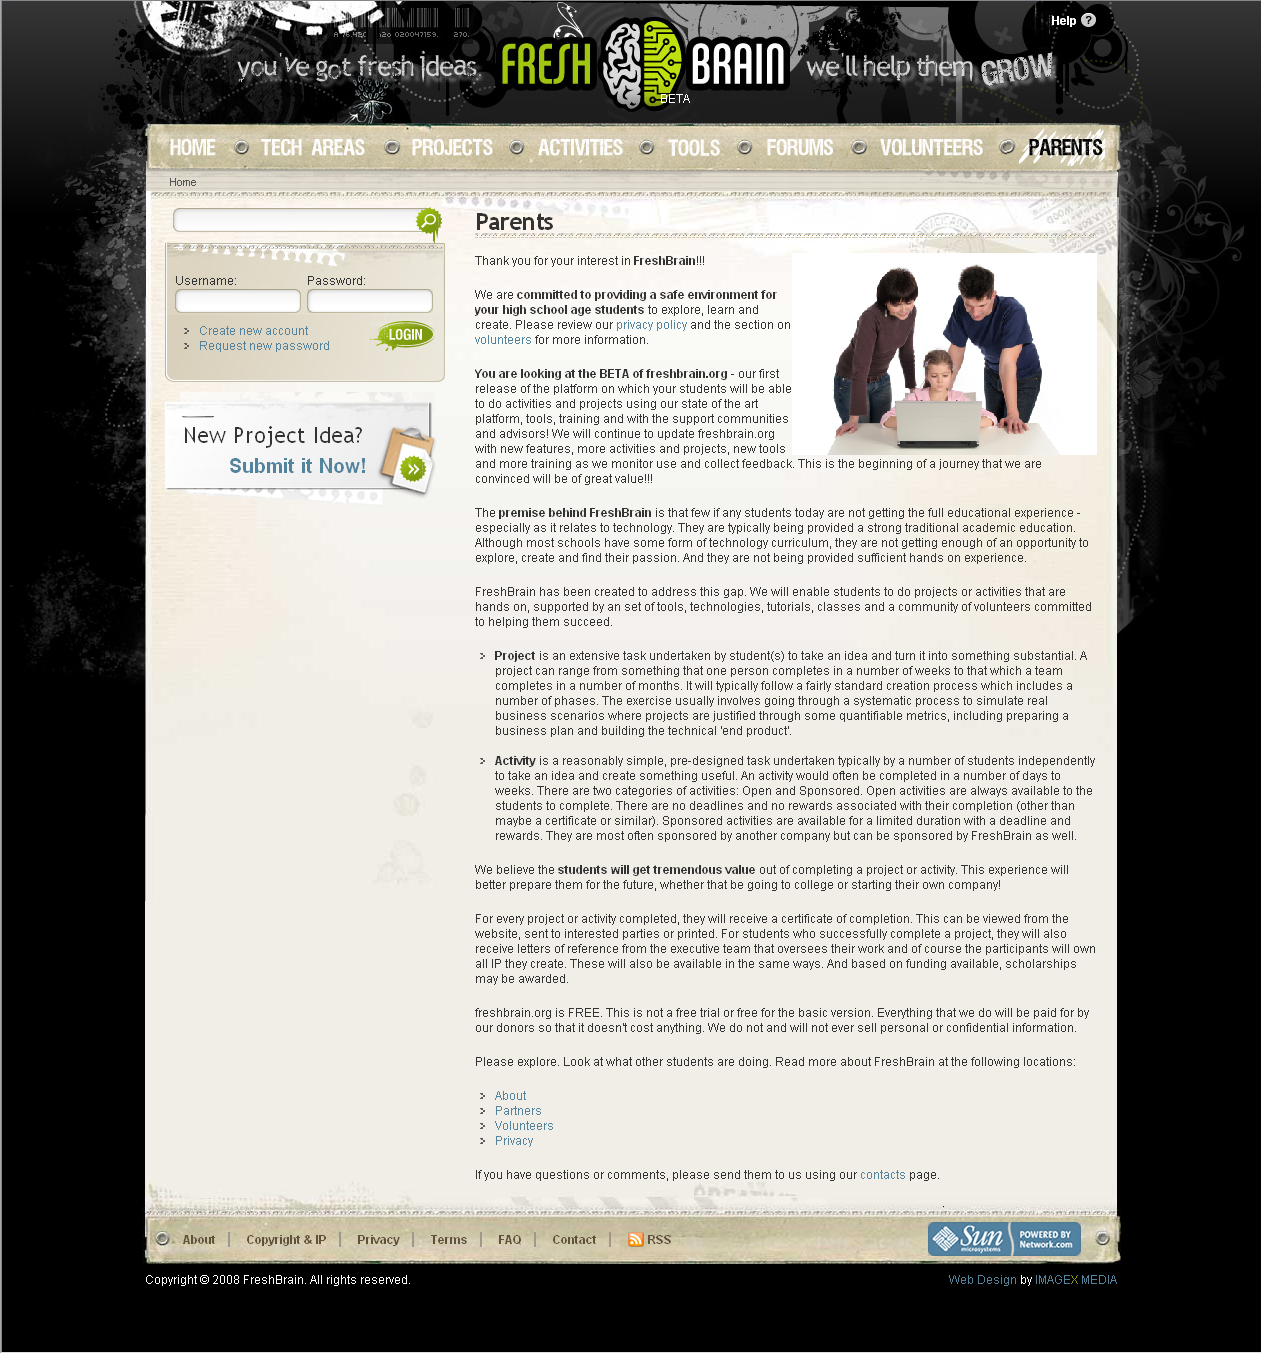 Help ?
you've got fresh ideas.
FRESH BRAIN
BETA
we'll help them GROW
HOME TECH AREAS PROJECTS ACTIVITIES TOOLS FORUMS VOLUNTEERS PARENTS
Home
Username: Password:
Create new account
Request new password
LOGIN
New Project Idea?
Submit it Now!
Parents
Thank you for your interest in FreshBrain!!!
We are committed to providing a safe environment for
your high school age students to explore, learn and
create. Please review our privacy policy and the section on
volunteers for more information.
You are looking at the BETA of freshbrain.org - our first
release of the platform on which your students will be able
to do activities and projects using our state of the art
platform, tools, training and with the support communities
and advisors! We will continue to update freshbrain.org
with new features, more activities and projects, new tools
and more training as we monitor use and collect feedback. This is the beginning of a journey that we are
convinced will be of great value!!!
The premise behind FreshBrain is that few if any students today are not getting the full educational experience -
especially as it relates to technology. They are typically being provided a strong traditional academic education.
Although most schools have some form of technology curriculum, they are not getting enough of an opportunity to
explore, create and find their passion. And they are not being provided sufficient hands on experience.
FreshBrain has been created to address this gap. We will enable students to do projects or activities that are
hands on, supported by an set of tools, technologies, tutorials, classes and a community of volunteers committed
to helping them succeed.
Project is an extensive task undertaken by student(s) to take an idea and turn it into something substantial. A
project can range from something that one person completes in a number of weeks to that which a team
completes in a number of months. It will typically follow a fairly standard creation process which includes a
number of phases. The exercise usually involves going through a systematic process to simulate real
business scenarios where projects are justified through some quantifiable metrics, including preparing a
business plan and building the technical 'end product'.
Activity is a reasonably simple, pre-designed task undertaken typically by a number of students independently
to take an idea and create something useful. An activity would often be completed in a number of days to
weeks. There are two categories of activities: Open and Sponsored. Open activities are always available to the
students to complete. There are no deadlines and no rewards associated with their completion (other than
maybe a certificate or similar). Sponsored activities are available for a limited duration with a deadline and
rewards. They are most often sponsored by another company but can be sponsored by FreshBrain as well.
We believe the students will get tremendous value out of completing a project or activity. This experience will
better prepare them for the future, whether that be going to college or starting their own company!
For every project or activity completed, they will receive a certificate of completion. This can be viewed from the
website, sent to interested parties or printed. For students who successfully complete a project, they will also
receive letters of reference from the executive team that oversees their work and of course the participants will own
all IP they create. These will also be available in the same ways. And based on funding available, scholarships
may be awarded.
freshbrain.org is FREE. This is not a free trial or free for the basic version. Everything that we do will be paid for by
our donors so that it doesn't cost anything. We do not and will not ever sell personal or confidential information.
Please explore. Look at what other students are doing. Read more about FreshBrain at the following locations:
About
Partners
Volunteers
Privacy
If you have questions or comments, please send them to us using our contacts page.
About | Copyright & IP | Privacy | Terms | FAQ | Contact | RSS
Sun microsystems POWERED BY Network.com
Copyright © 2008 FreshBrain. All rights reserved.
Web Design by IMAGEX MEDIA